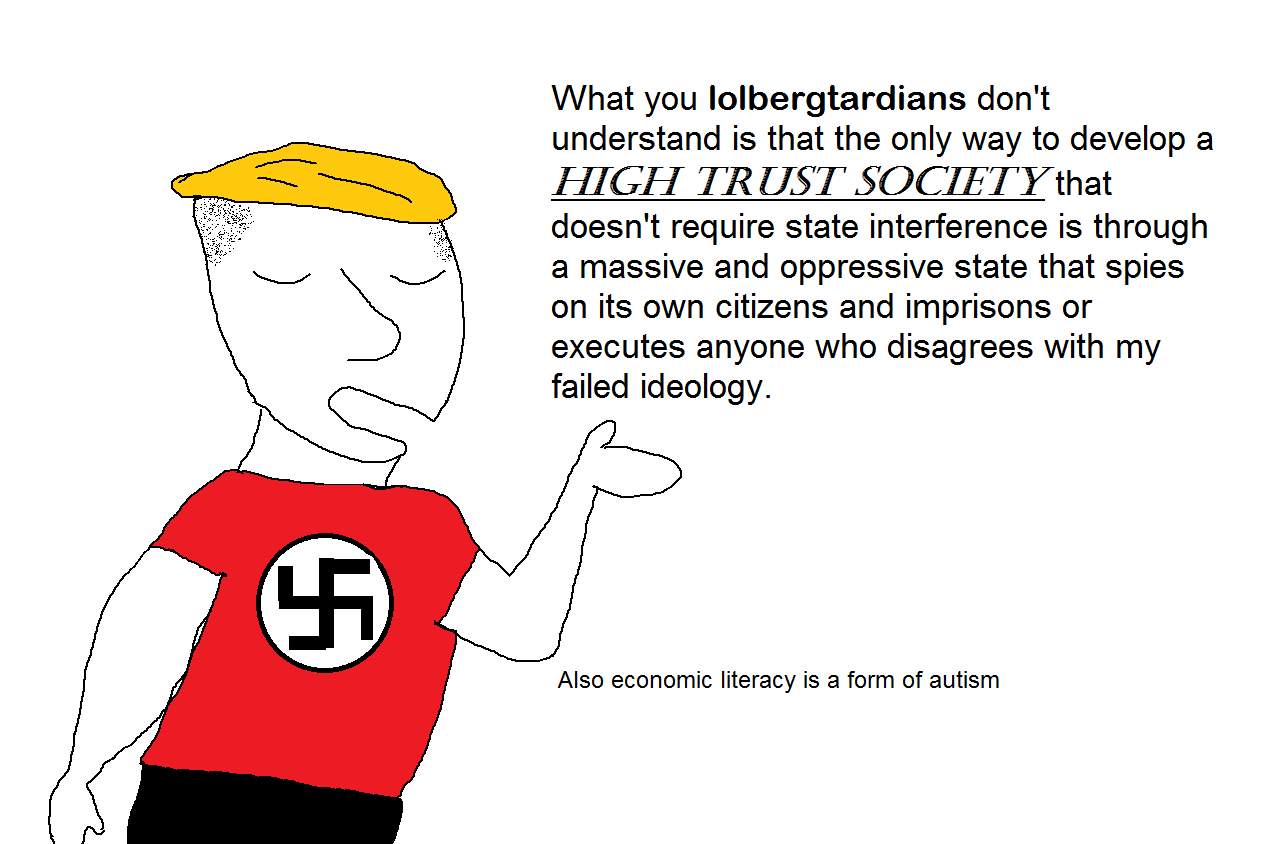 What you lolbergtardians don't
understand is that the only way to develop a
HIGH TRUST SOCIETY that
doesn't require state interference is through
a massive and oppressive state that spies
on its own citizens and imprisons or
executes anyone who disagrees with my
failed ideology.
Also economic literacy is a form of autism